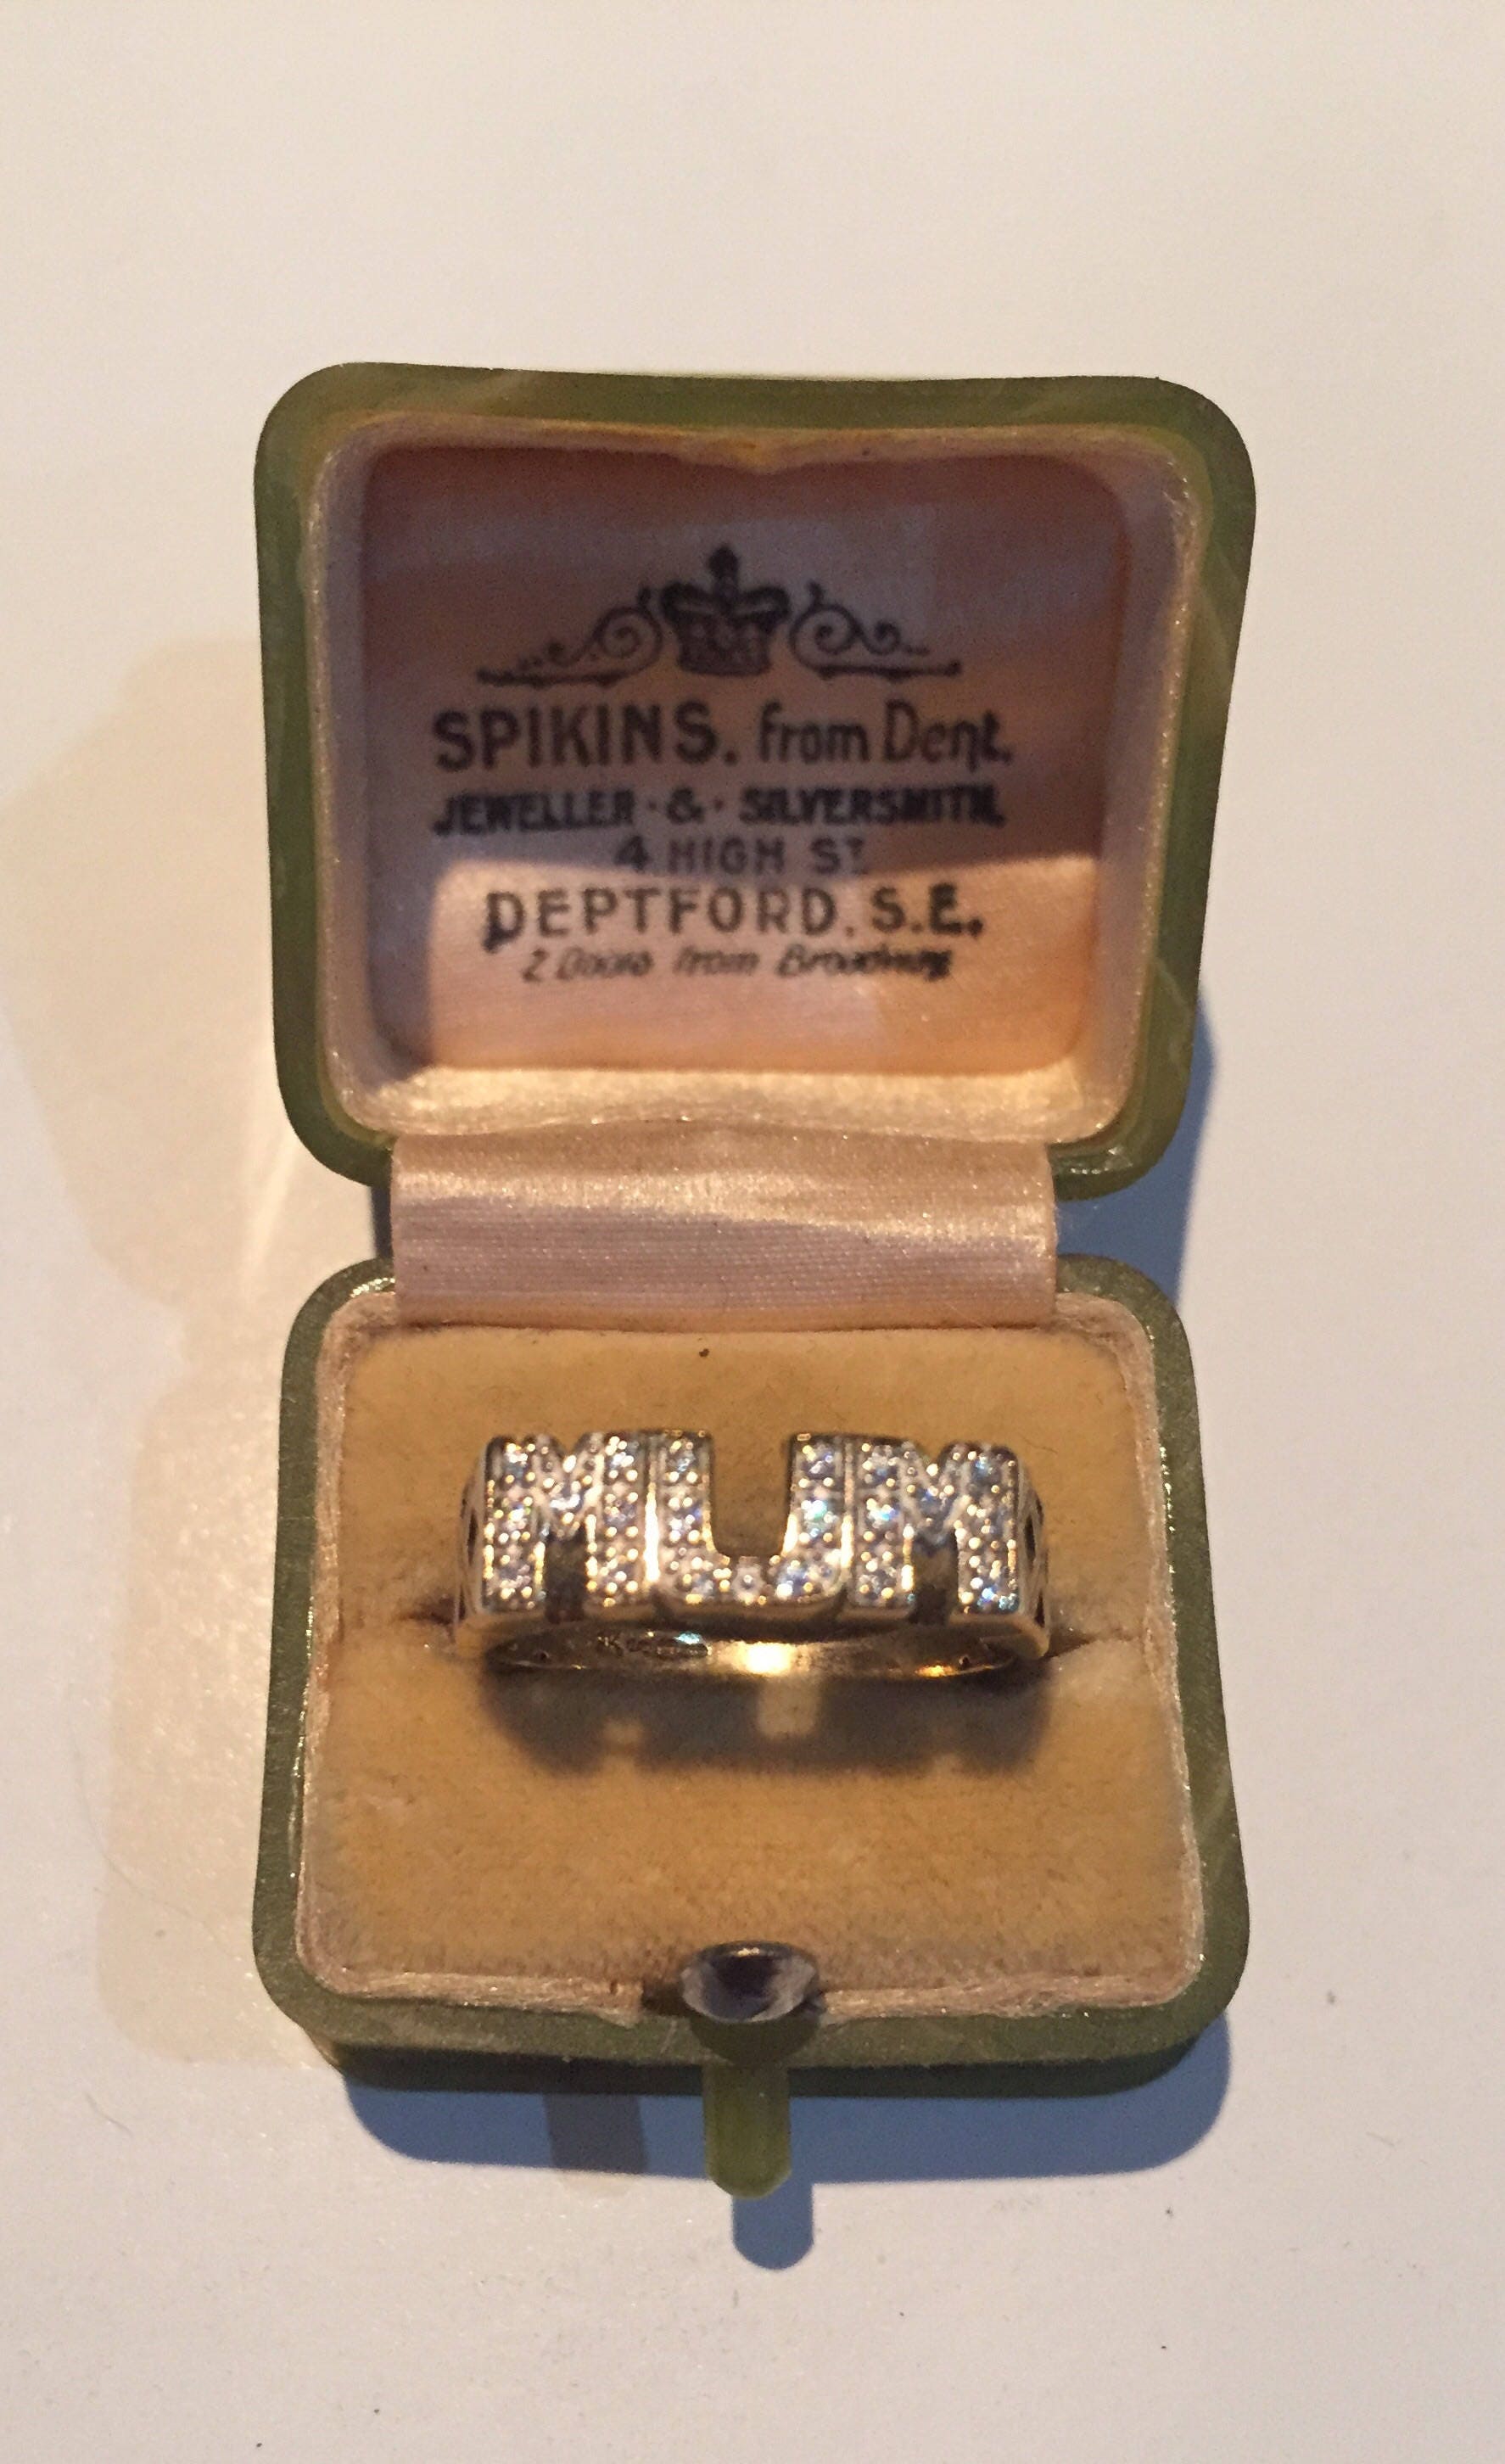 SPIKINS. from Dent.
JEWELLER · & · SILVERSMITH,
4 HIGH ST
DEPTFORD, S.E.
2 Doors from Broadway
MUM